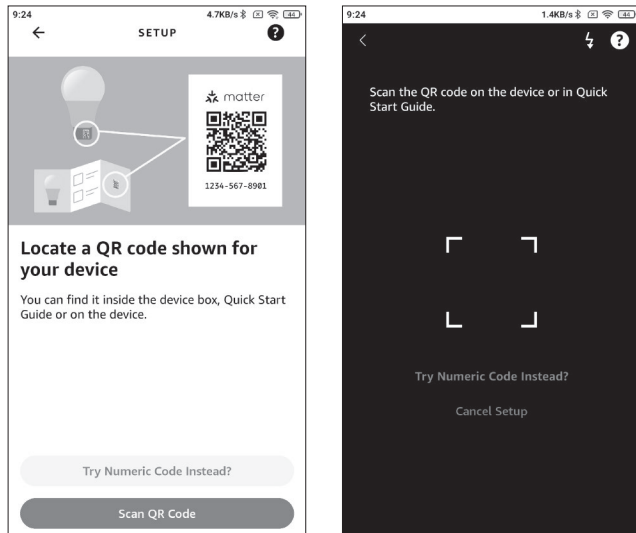 9:24
4.7KB/s
44
SETUP
?
matter
1234-567-8901
Locate a QR code shown for
your device
You can find it inside the device box, Quick Start
Guide or on the device.
Try Numeric Code Instead?
Scan QR Code
9:24
1.4KB/s
44
?
Scan the QR code on the device or in Quick
Start Guide.
Try Numeric Code Instead?
Cancel Setup